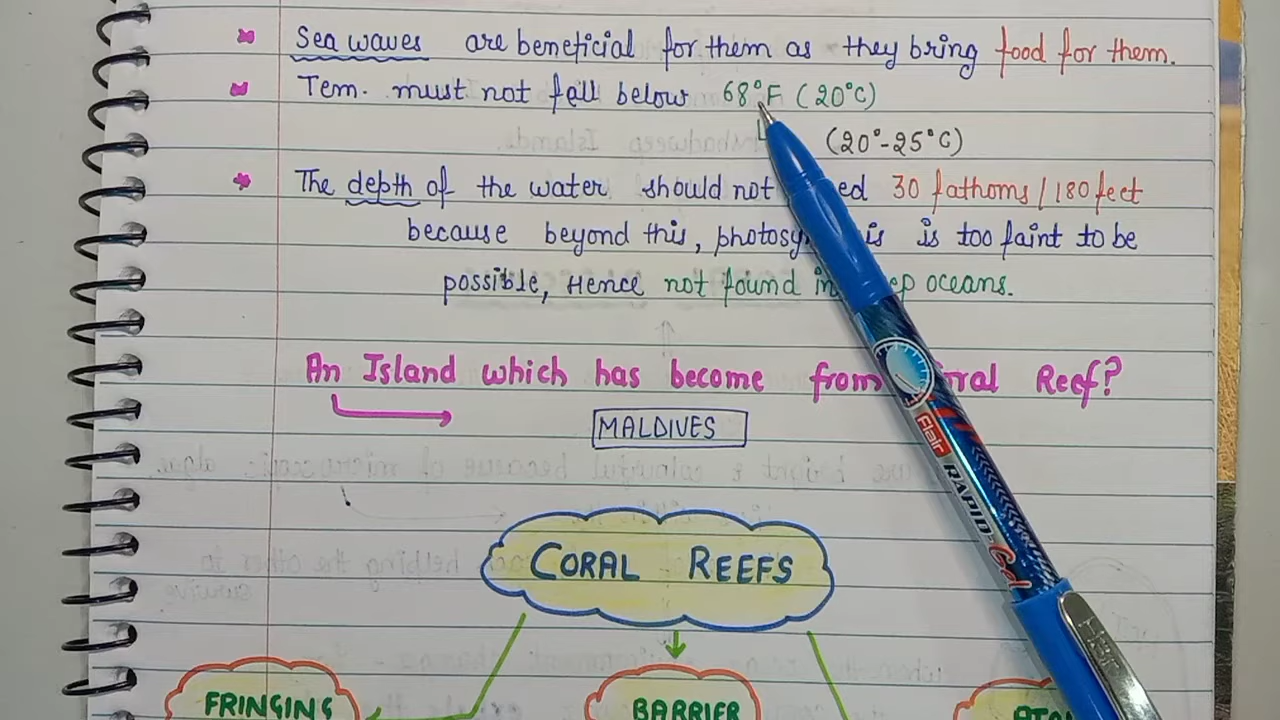 Sea waves are beneficial for them as they bring food for them.
Tem. must not fall below 68°F (20°C)
(20°-25°C)
The depth of the water should not 30 fathoms / 180 feet
because beyond this, is too faint to be
possible, Hence not found in oceans.
An Island which has become from Reef?
MALDIVES
CORAL REEFS
FRINGING
BARRIER
Flair RAPID-Gel